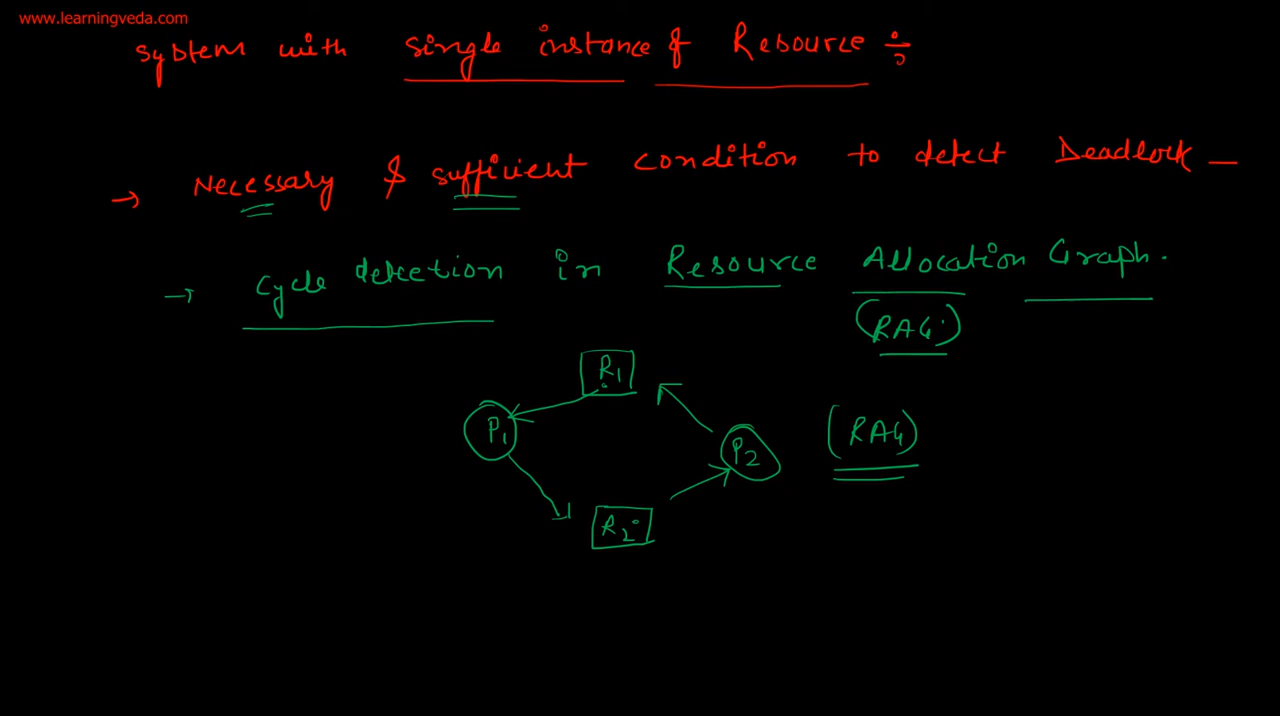 www.learningveda.com
system with single instance of Resource :
→ Necessary & sufficient condition to detect Deadlock —
→ Cycle detection in Resource Allocation Graph.
(RAG)
R1
P1
P2
(RAG)
R2